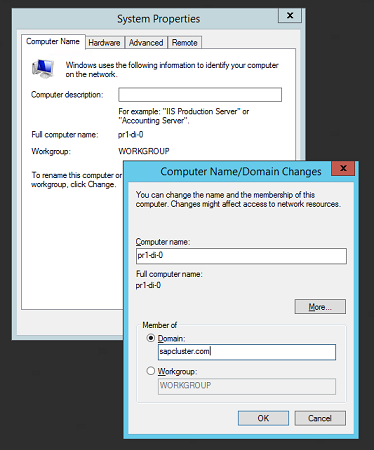 System Properties
x
Computer Name
Hardware
Advanced
Remote
Windows uses the following information to identify your computer
on the network.
Computer description:
For example: "IIS Production Server" or
"Accounting Server".
Full computer name:
pr1-di-0
Workgroup:
WORKGROUP
To rename this computer or
workgroup, click Change.
Computer Name/Domain Changes
x
You can change the name and the membership of this
computer. Changes might affect access to network resources.
Computer name:
pr1-di-0
Full computer name:
pr1-di-0
More...
Member of
Domain:
sapcluster.com
Workgroup:
WORKGROUP
OK
Cancel